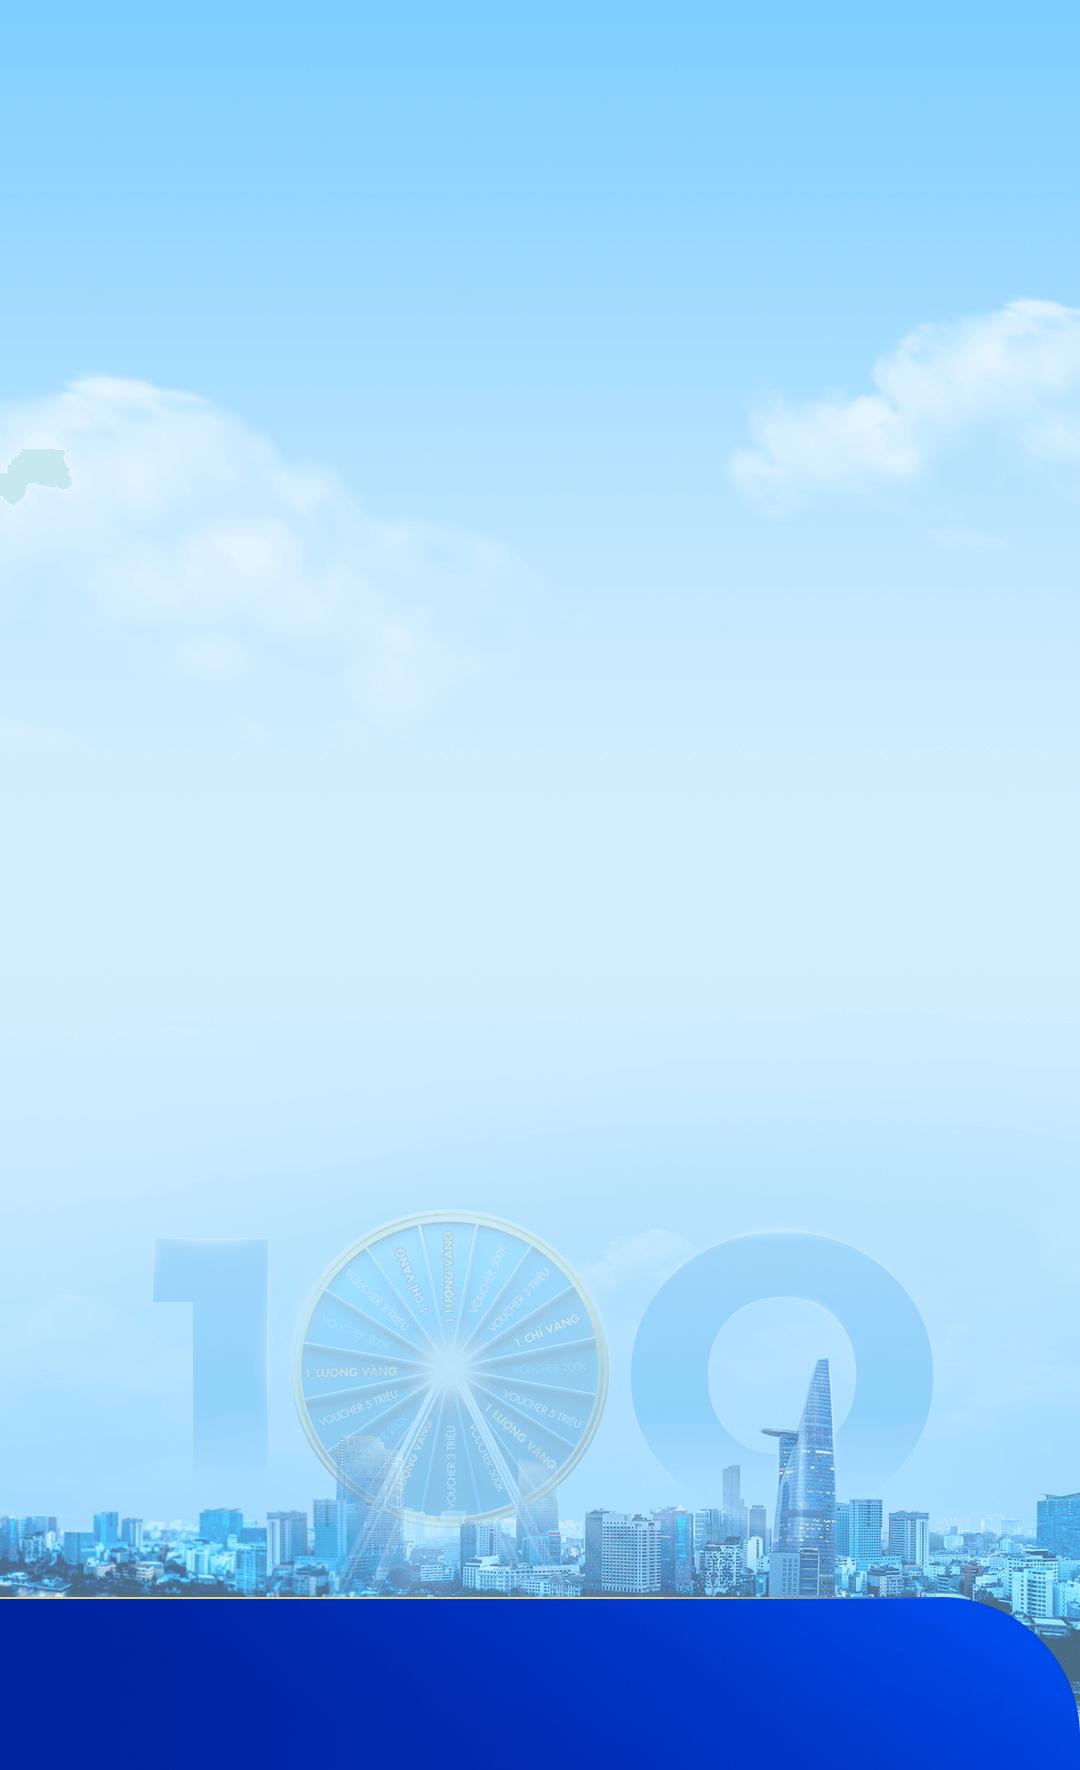 1 0
1 LƯỢNG VÀNG
VOUCHER 500K
VOUCHER 3 TRIỆU
1 CHỈ VÀNG
VOUCHER 200K
VOUCHER 5 TRIỆU
1 LƯỢNG VÀNG
VOUCHER 500K
VOUCHER 3 TRIỆU
LƯỢNG VÀNG
200K
VOUCHER 5 TRIỆU
1 LƯỢNG VÀNG
VOUCHER 200K
VOUCHER 3 TRIỆU
1 CHỈ VÀNG